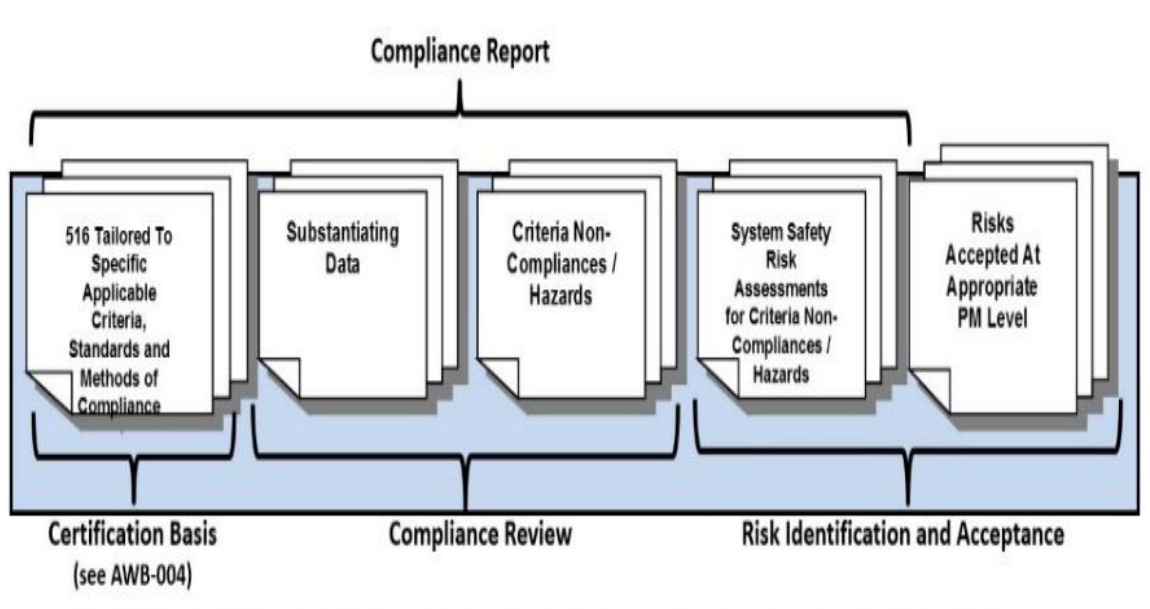 Compliance Report
516 Tailored To
Specific
Applicable
Criteria,
Standards and
Methods of
Compliance
Substantiating
Data
Criteria Non-
Compliances /
Hazards
System Safety
Risk
Assessments
for Criteria Non-
Compliances /
Hazards
Risks
Accepted At
Appropriate
PM Level
Certification Basis
(see AWB-004)
Compliance Review
Risk Identification and Acceptance